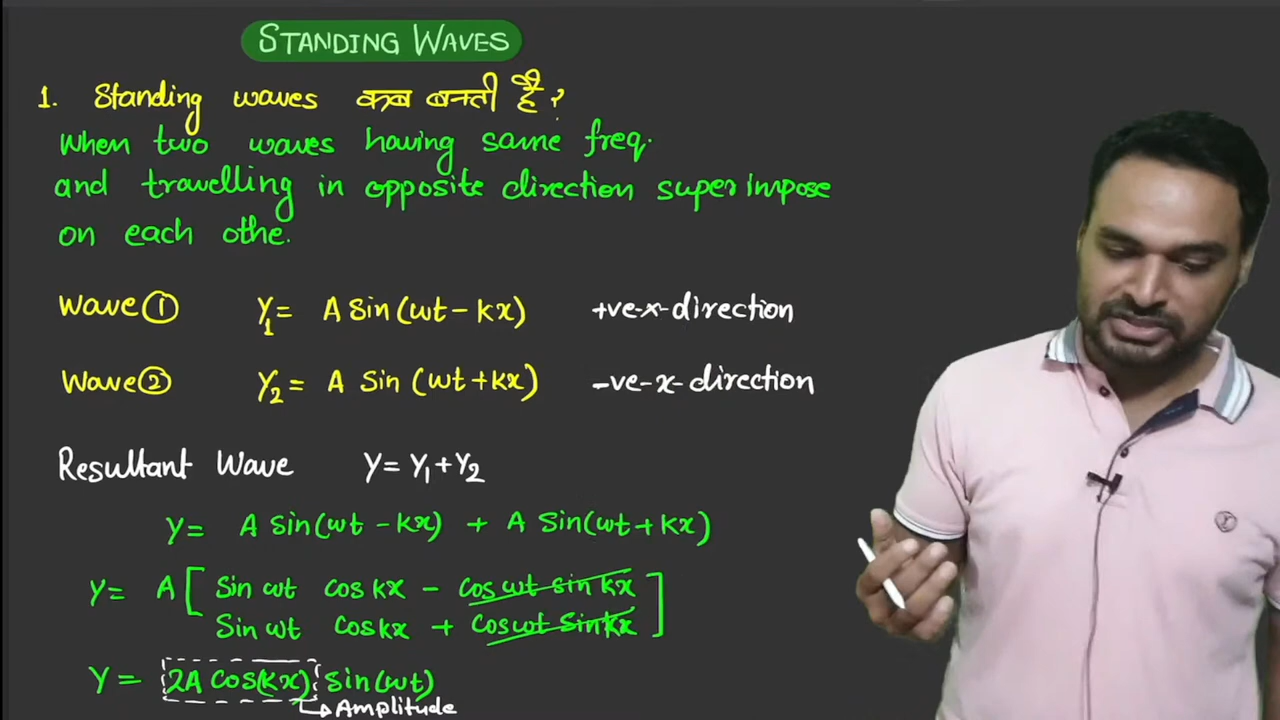 STANDING WAVES
1. Standing waves कब बनती है?
When two waves having same freq.
and travelling in opposite direction superimpose
on each othe.
Wave ① Y₁ = A Sin(ωt - kx) +ve-x-direction
Wave ② Y₂ = A Sin (ωt + kx) -ve-x-direction
Resultant Wave Y = Y₁ + Y₂
Y = A Sin(ωt - kx) + A Sin(ωt + kx)
Y = A [ Sin ωt cos kx - cos ωt sin kx
Sin ωt Cos kx + Cos ωt Sin kx ]
Y = 2A Cos(kx) Sin(ωt)
Amplitude